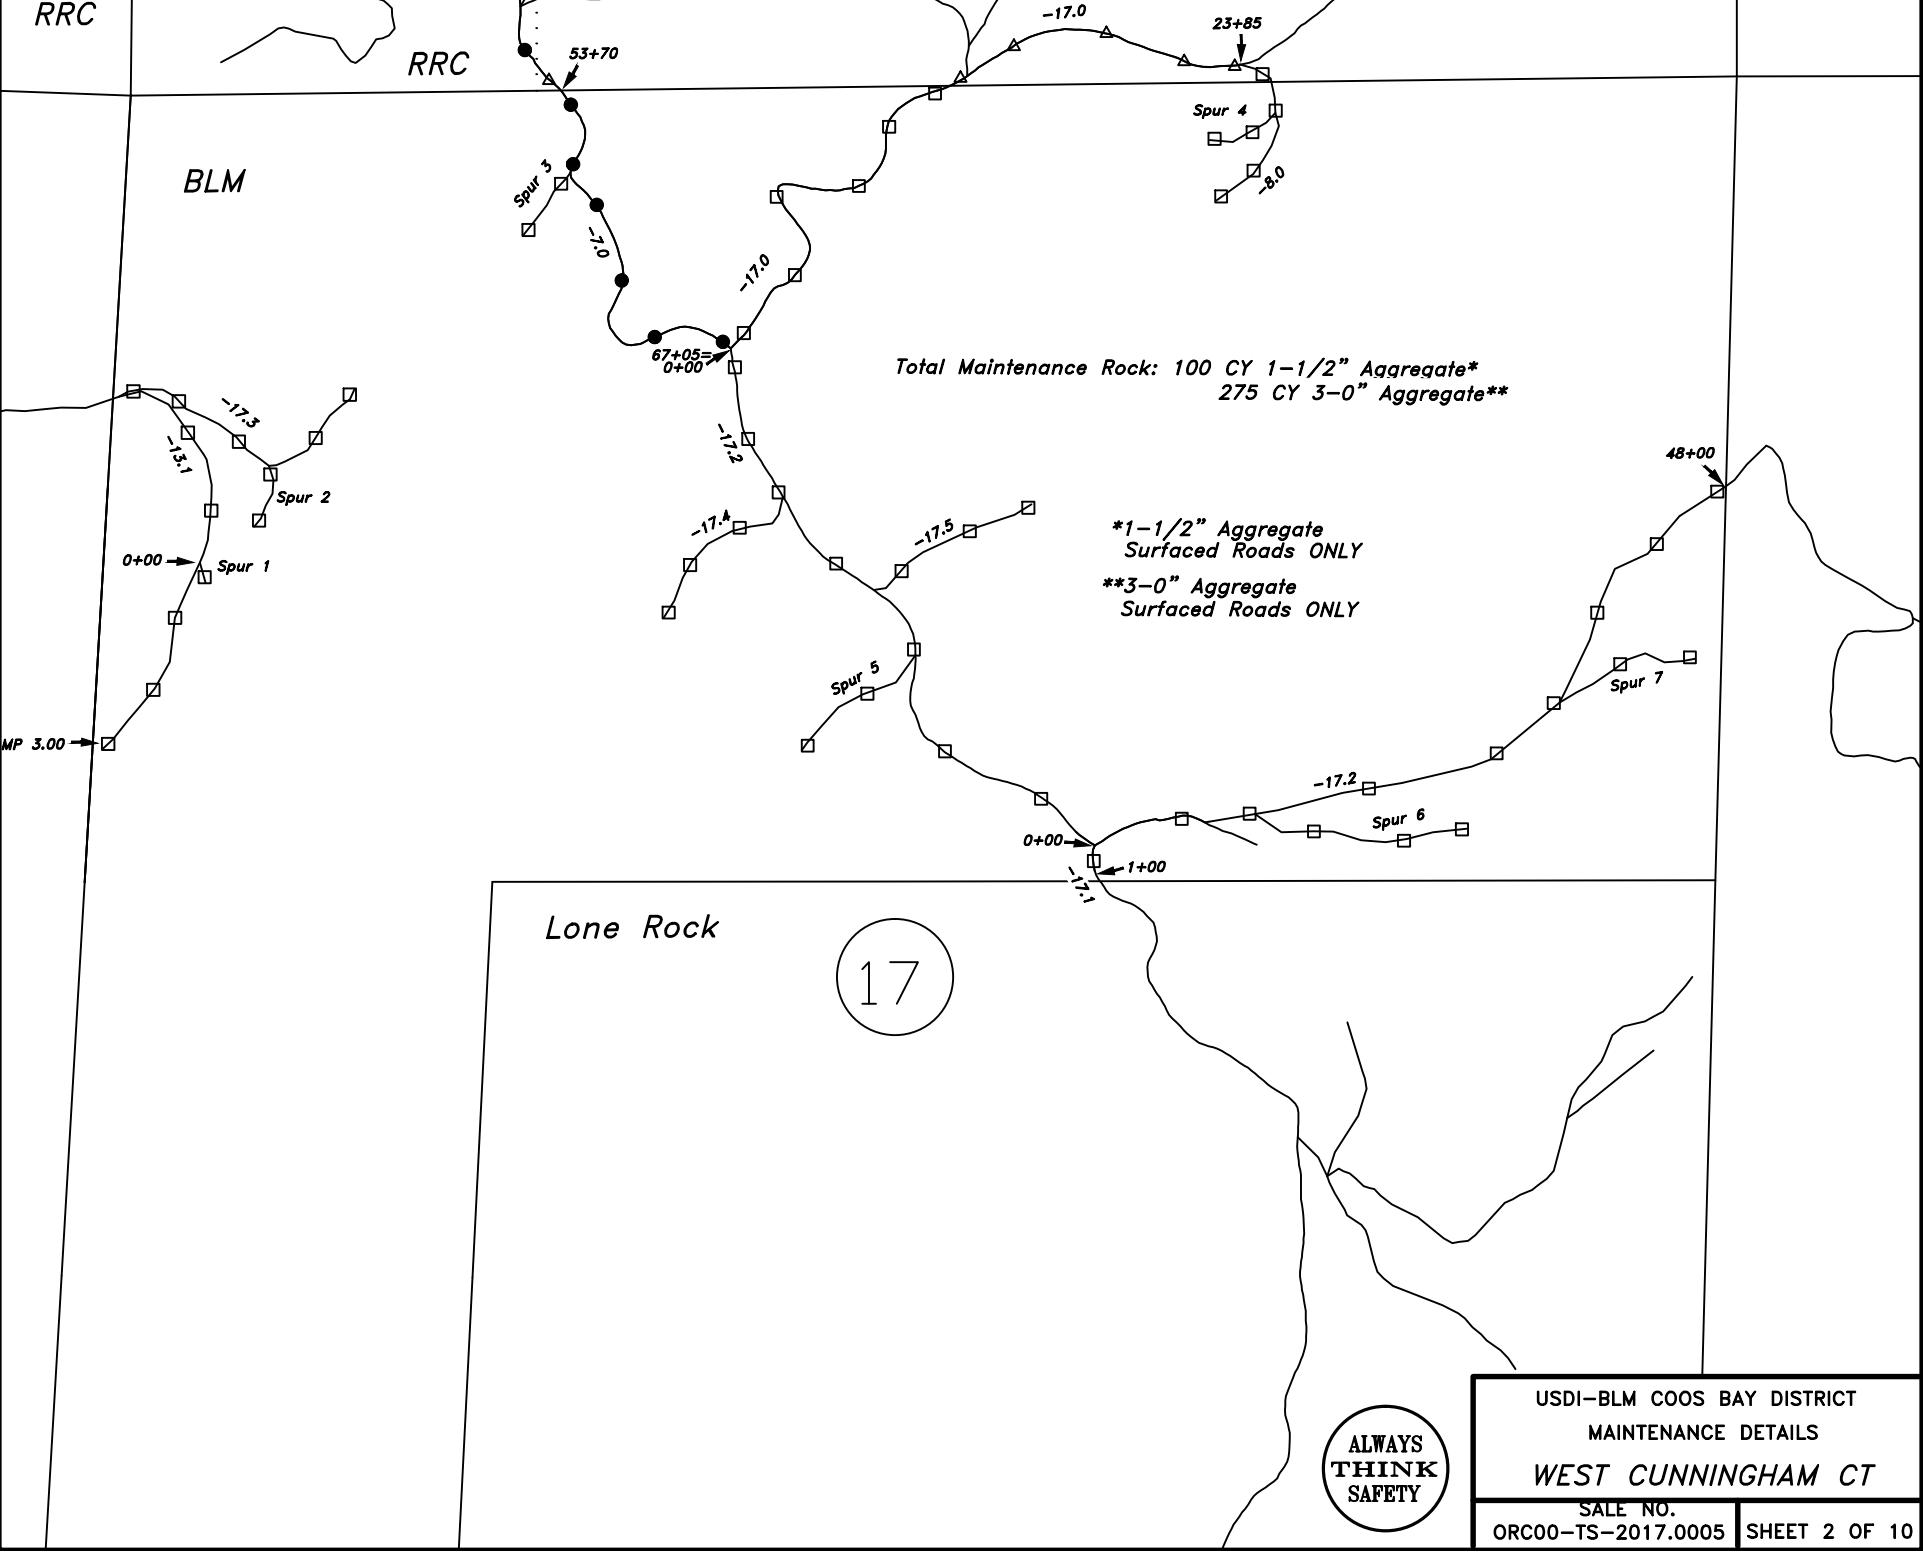 RRC
RRC
53+70
-17.0
23+85
Spur 4
-8.0
BLM
Spur 3
-7.0
-17.0
67+05=
0+00
Total Maintenance Rock: 100 CY 1-1/2" Aggregate*
275 CY 3-0" Aggregate**
-17.3
-13.1
Spur 2
0+00
Spur 1
MP 3.00
-17.2
-17.4
-17.5
*1-1/2" Aggregate
Surfaced Roads ONLY
**3-0" Aggregate
Surfaced Roads ONLY
48+00
Spur 5
Spur 7
-17.2
Spur 6
0+00
1+00
-17.1
Lone Rock
17
ALWAYS
THINK
SAFETY
USDI-BLM COOS BAY DISTRICT
MAINTENANCE DETAILS
WEST CUNNINGHAM CT
SALE NO.
ORC00-TS-2017.0005
SHEET 2 OF 10